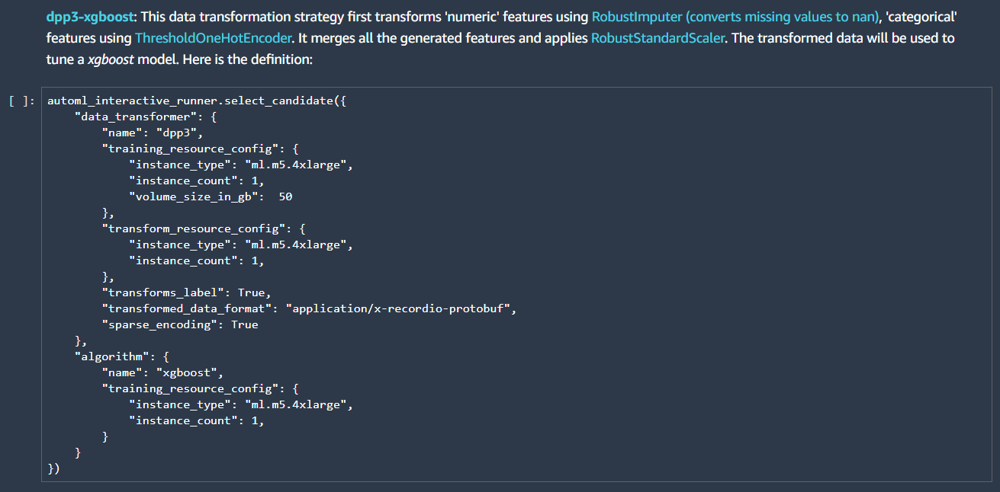 dpp3-xgboost: This data transformation strategy first transforms 'numeric' features using RobustImputer (converts missing values to nan), 'categorical'
features using ThresholdOneHotEncoder. It merges all the generated features and applies RobustStandardScaler. The transformed data will be used to
tune a xgboost model. Here is the definition:
[ ]: automl_interactive_runner.select_candidate({
    "data_transformer": {
        "name": "dpp3",
        "training_resource_config": {
            "instance_type": "ml.m5.4xlarge",
            "instance_count": 1,
            "volume_size_in_gb":  50
        },
        "transform_resource_config": {
            "instance_type": "ml.m5.4xlarge",
            "instance_count": 1,
        },
        "transforms_label": True,
        "transformed_data_format": "application/x-recordio-protobuf",
        "sparse_encoding": True
    },
    "algorithm": {
        "name": "xgboost",
        "training_resource_config": {
            "instance_type": "ml.m5.4xlarge",
            "instance_count": 1,
        }
    }
})